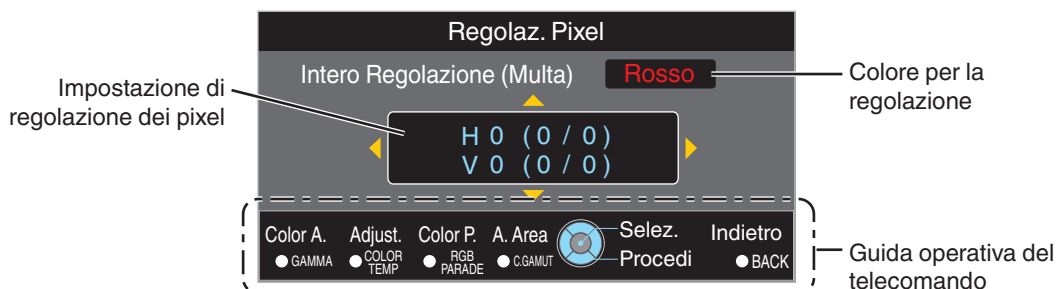 Regolaz. Pixel
Intero Regolazione (Multa) Rosso
Impostazione di
regolazione dei pixel
Colore per la
regolazione
H 0 (0 / 0)
V 0 (0 / 0)
Color A. Adjust. Color P. A. Area Selez. Indietro
GAMMA COLOR TEMP RGB PARADE C.GAMUT Procedi BACK
Guida operativa del
telecomando